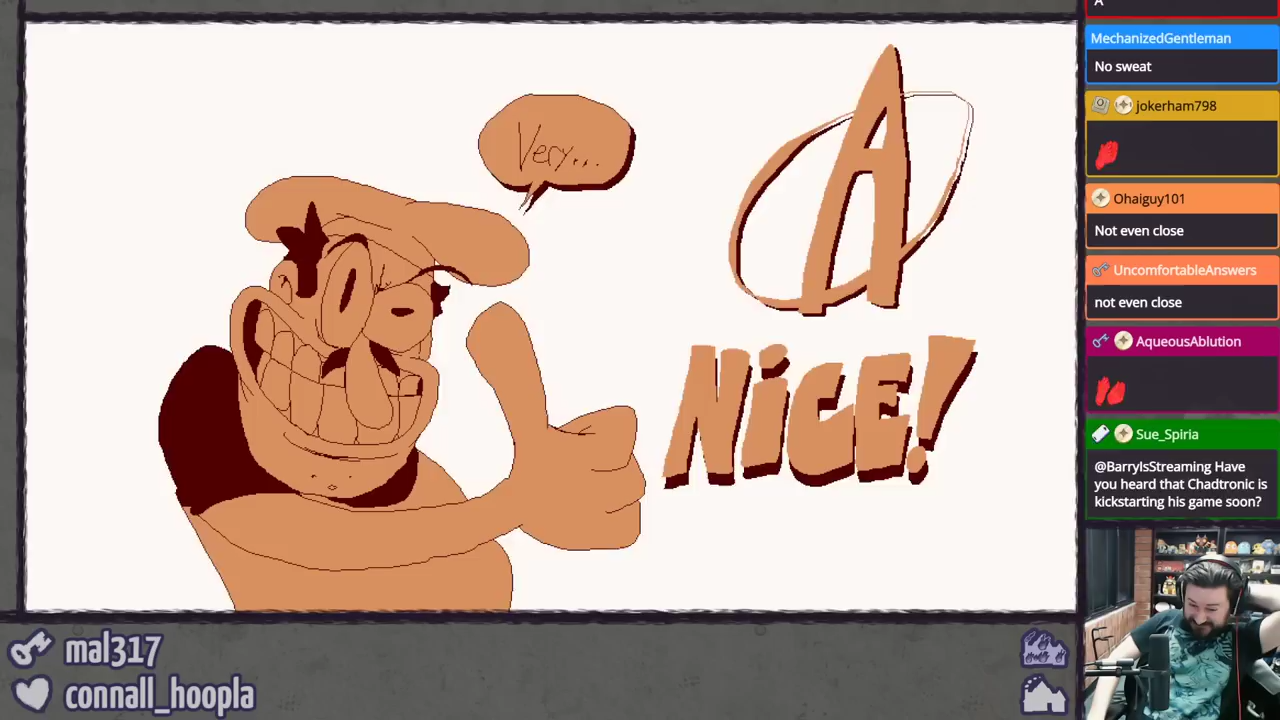 Very...
A
NiCE!
A
MechanizedGentleman
No sweat
jokerham798
Ohaiguy101
Not even close
UncomfortableAnswers
not even close
AqueousAblution
Sue_Spiria
@BarryIsStreaming Have
you heard that Chadtronic is
kickstarting his game soon?
mal317
connall_hoopla